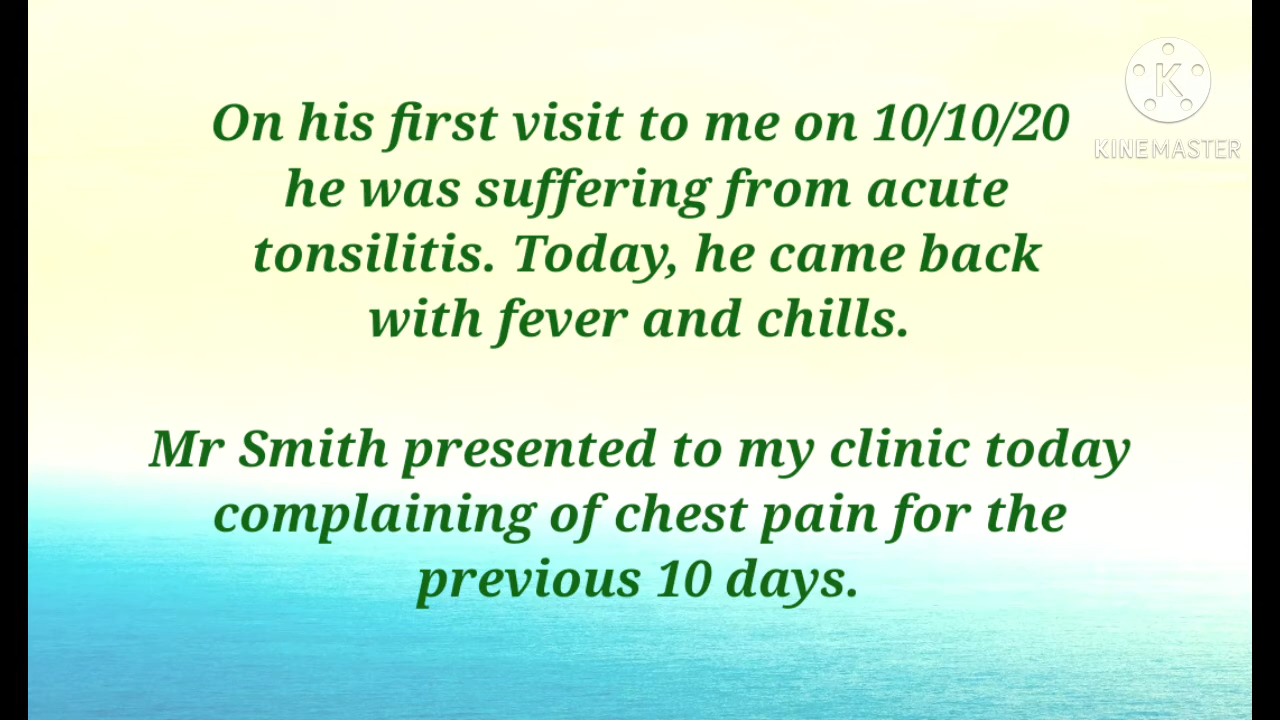 On his first visit to me on 10/10/20
he was suffering from acute
tonsilitis. Today, he came back
with fever and chills.
Mr Smith presented to my clinic today
complaining of chest pain for the
previous 10 days.
K
KINEMASTER